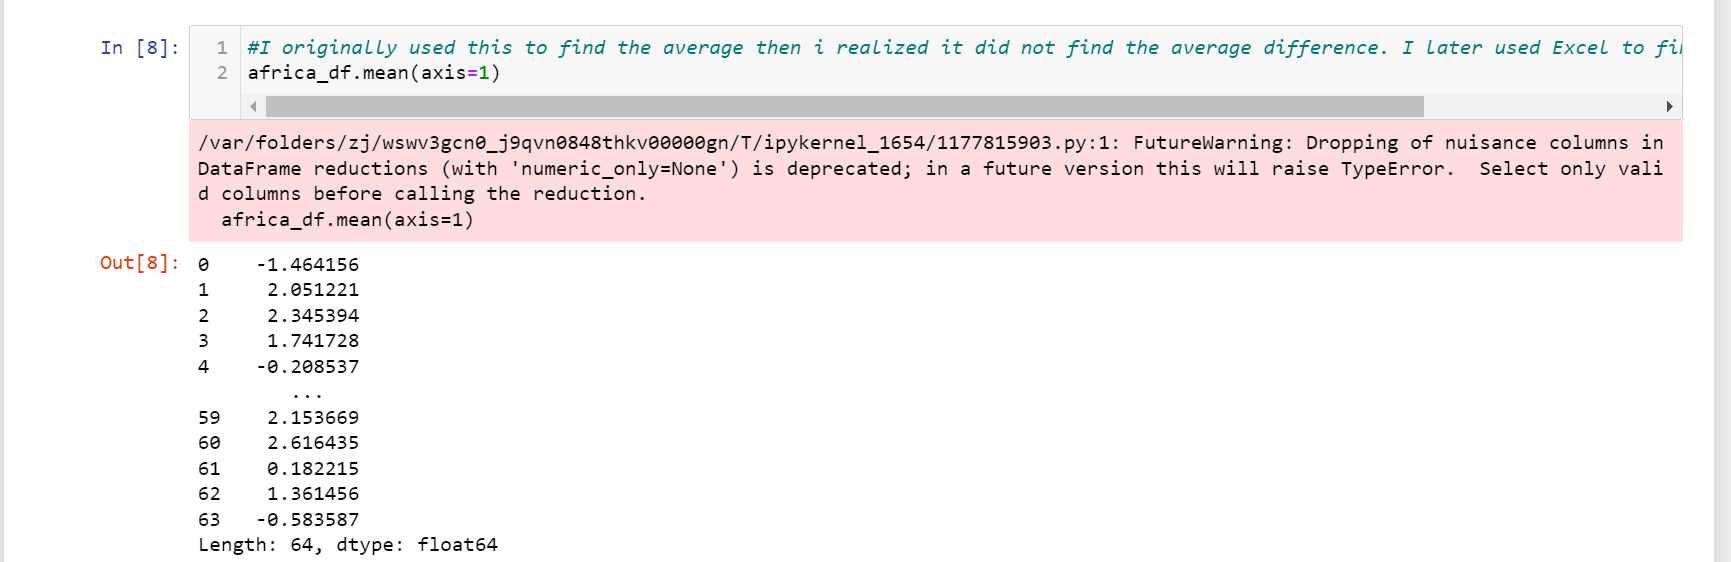 In [8]:
1 #I originally used this to find the average then i realized it did not find the average difference. I later used Excel to
2 africa_df.mean(axis=1)
/var/folders/zj/wswv3gcn0_j9qvn0848thkv00000gn/T/ipykernel_1654/1177815903.py:1: FutureWarning: Dropping of nuisance columns in
DataFrame reductions (with 'numeric_only=None') is deprecated; in a future version this will raise TypeError.  Select only vali
d columns before calling the reduction.
africa_df.mean(axis=1)
Out[8]:
0 -1.464156
1 2.051221
2 2.345394
3 1.741728
4 -0.208537
...
59 2.153669
60 2.616435
61 0.182215
62 1.361456
63 -0.583587
Length: 64, dtype: float64